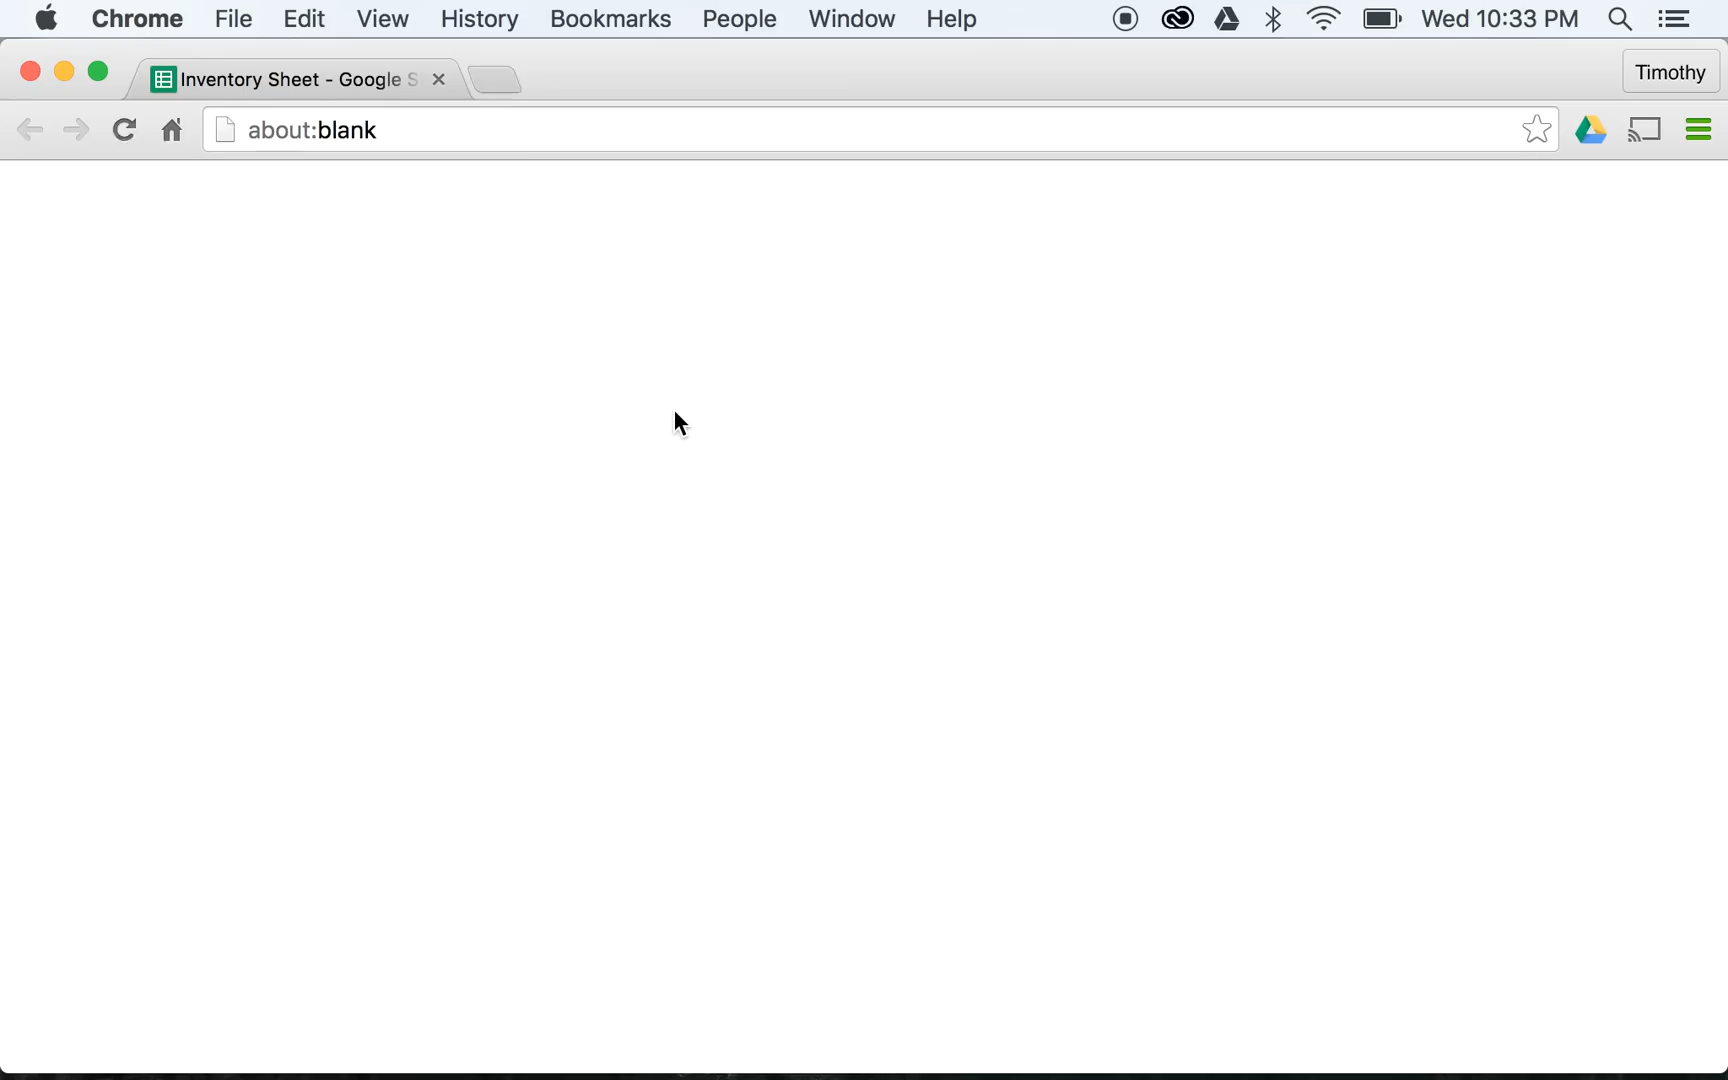 Chrome File Edit View History Bookmarks People Window Help Wed 10:33 PM
Inventory Sheet - Google S Timothy
about:blank